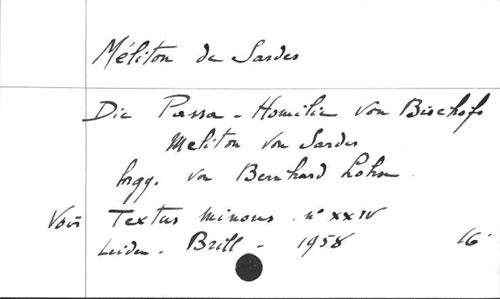 Méliton de Sardes
Die Passa - Homilie von Bischofs
Meliton von Sardes
hrgg. von Bernhard Lohse
Voir Textus minores. n° XXIV
Leiden - Brill - 1958 16°